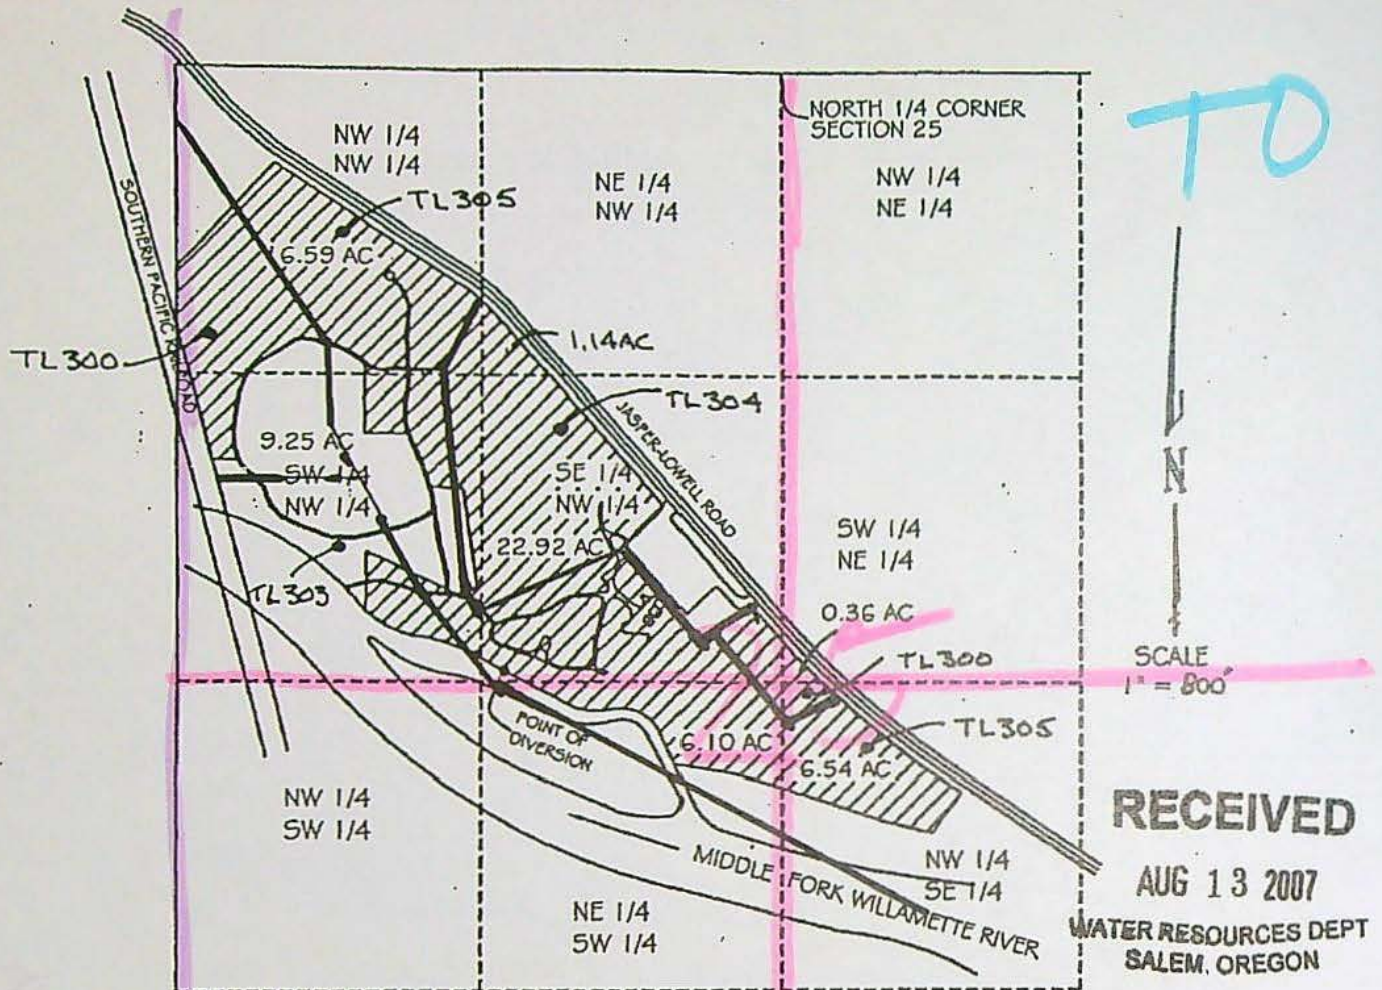 TO
NORTH 1/4 CORNER
SECTION 25
NW 1/4
NW 1/4
NE 1/4
NW 1/4
NW 1/4
NE 1/4
TL305
6.59 AC
SOUTHERN PACIFIC RAILROAD
TL300
1.14AC
TL304
JASPER-LOWELL ROAD
9.25 AC
SW 1/4
NW 1/4
SE 1/4
NW 1/4
22.92 AC
SW 1/4
NE 1/4
N
TL303
0.36 AC
TL300
SCALE
1" = 800'
25
TL305
POINT OF
DIVERSION
6.10 AC
6.54 AC
NW 1/4
SW 1/4
NE 1/4
SW 1/4
NW 1/4
SE 1/4
MIDDLE FORK WILLAMETTE RIVER
RECEIVED
AUG 13 2007
WATER RESOURCES DEPT
SALEM, OREGON